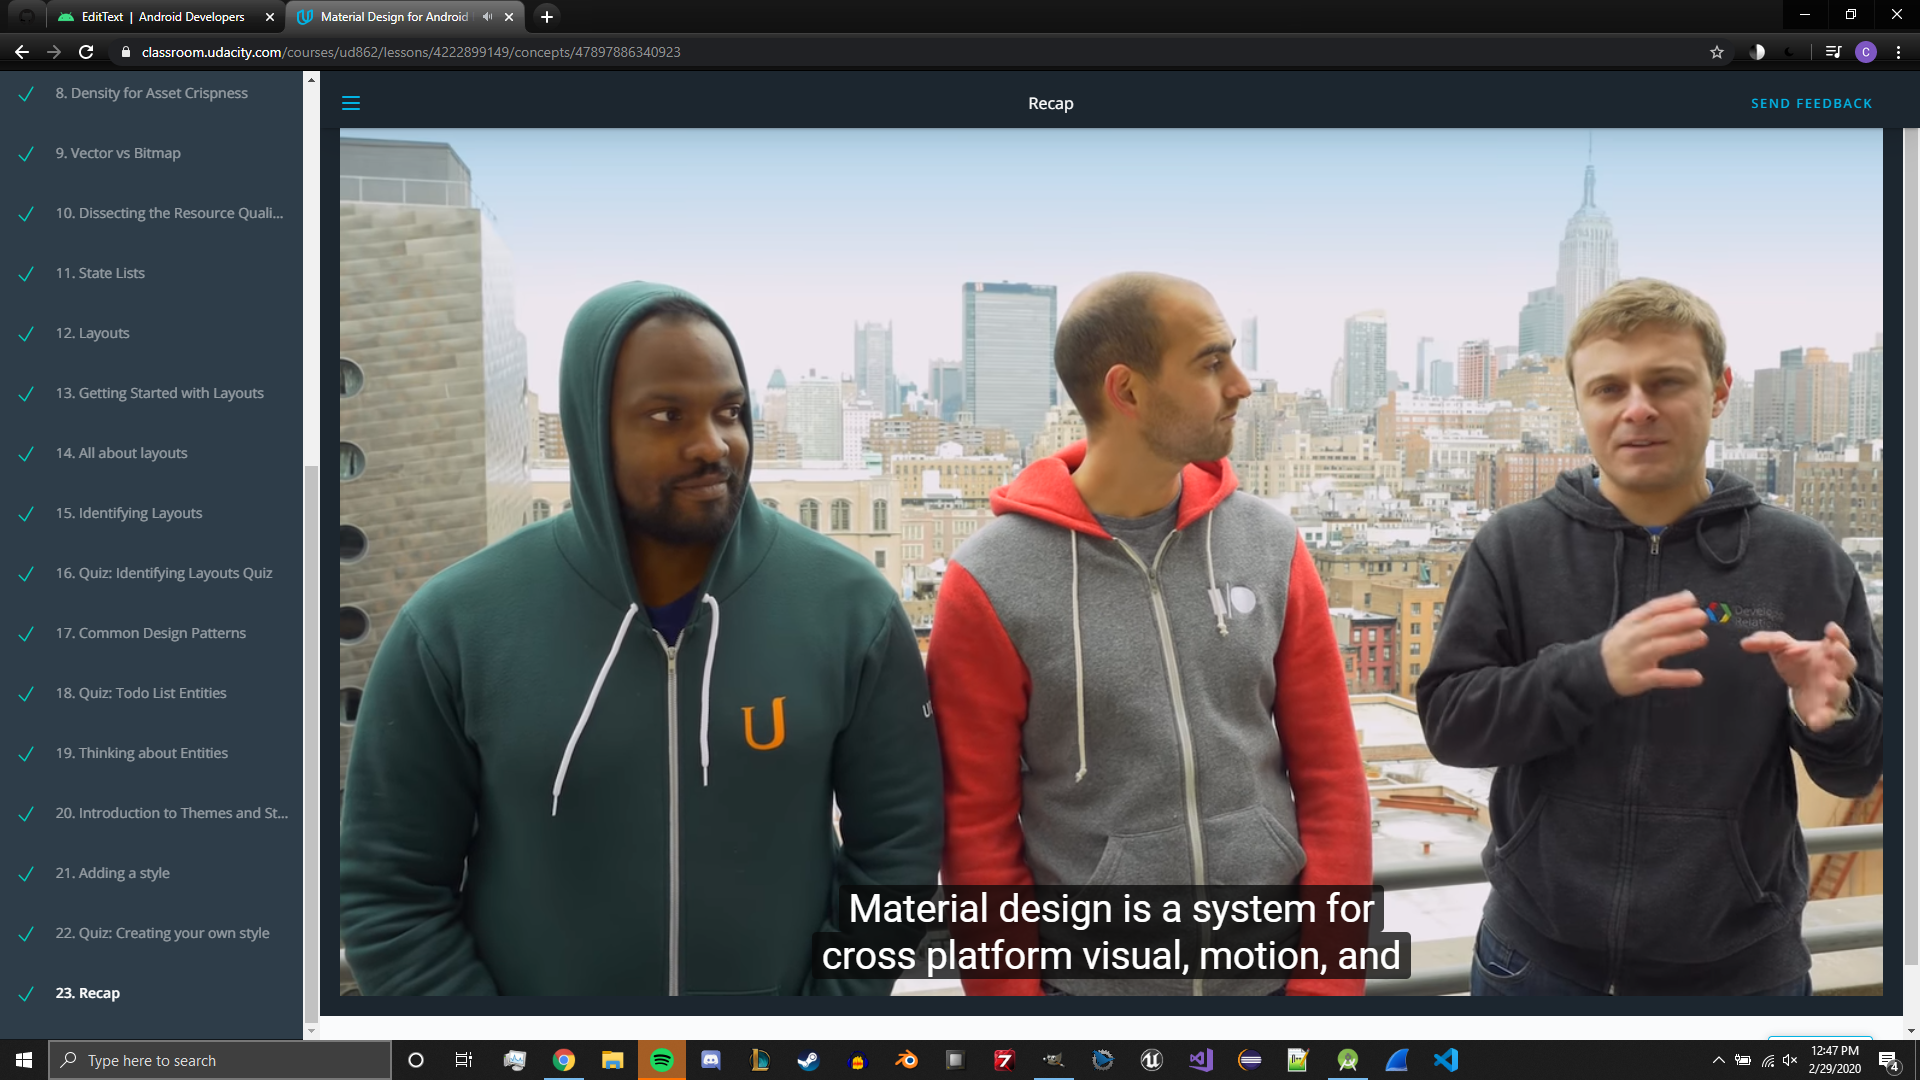 EditText | Android Developers
Material Design for Android
classroom.udacity.com/courses/ud862/lessons/4222899149/concepts/47897886340923
C
8. Density for Asset Crispness
9. Vector vs Bitmap
10. Dissecting the Resource Quali...
11. State Lists
12. Layouts
13. Getting Started with Layouts
14. All about layouts
15. Identifying Layouts
16. Quiz: Identifying Layouts Quiz
17. Common Design Patterns
18. Quiz: Todo List Entities
19. Thinking about Entities
20. Introduction to Themes and St...
21. Adding a style
22. Quiz: Creating your own style
23. Recap
Recap
SEND FEEDBACK
U
Material design is a system for
cross platform visual, motion, and
Type here to search
12:47 PM
2/29/2020
4